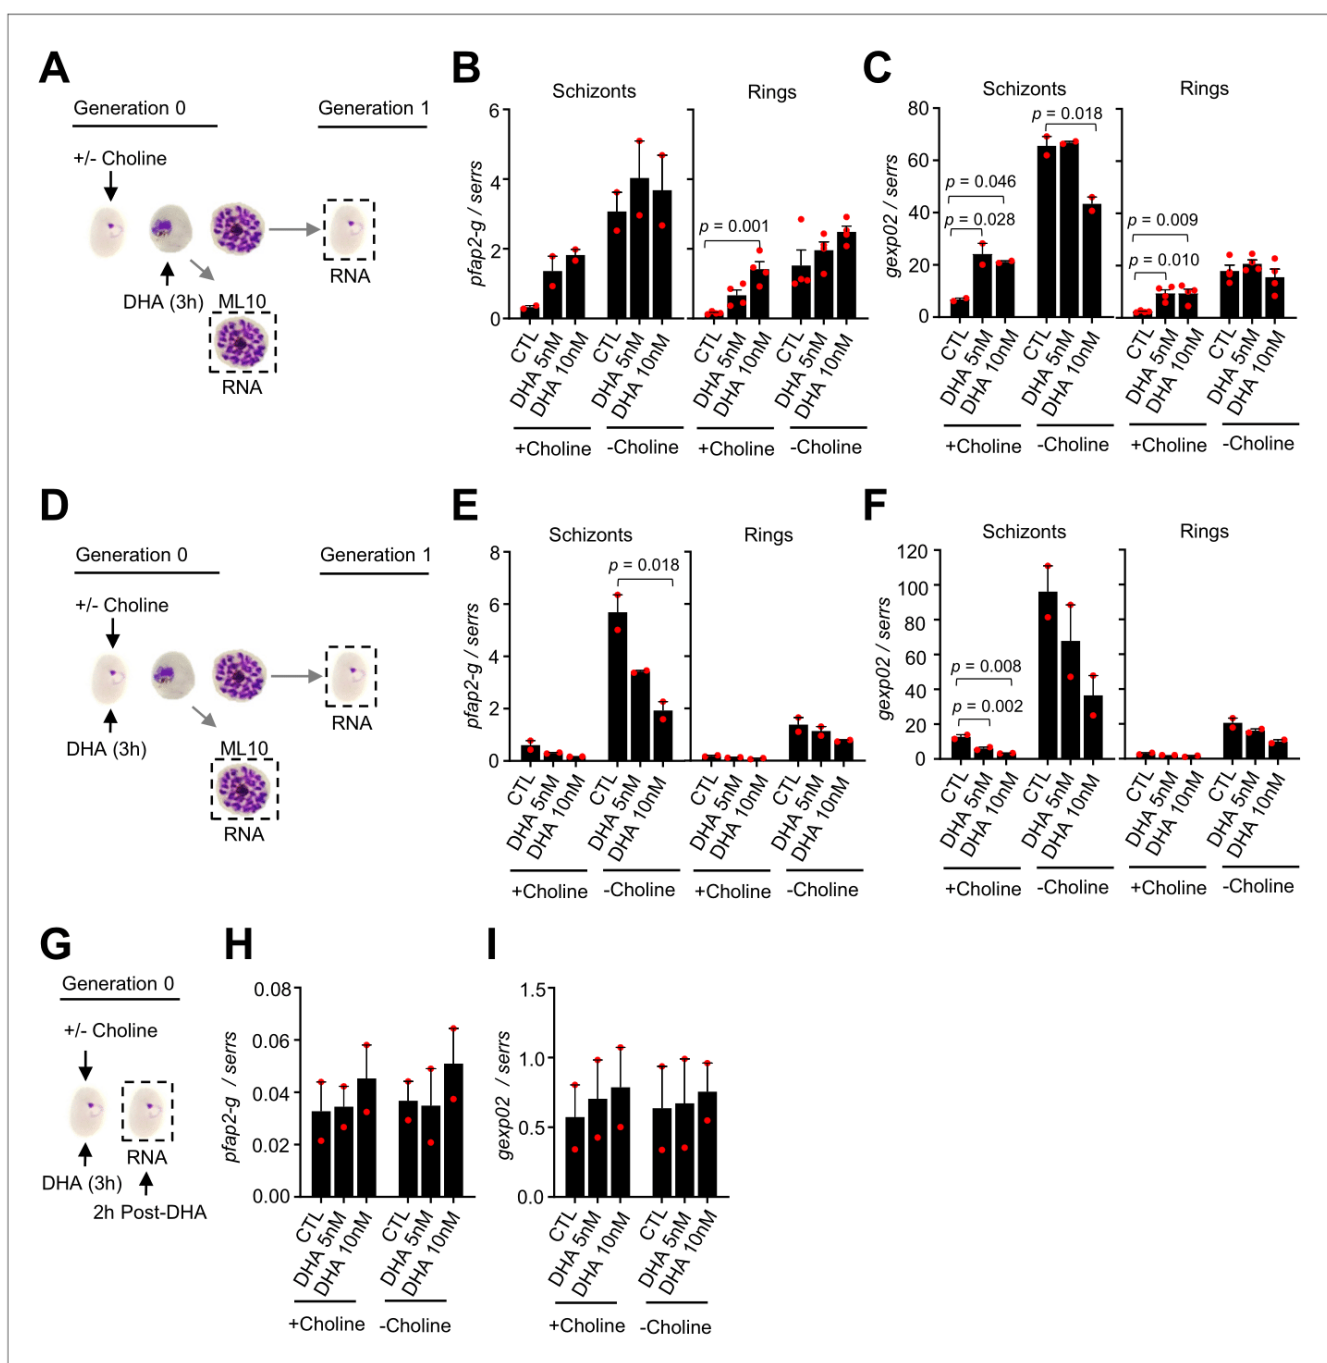 A
Generation 0
Generation 1
+/- Choline
DHA (3h)
ML10
RNA
RNA
B
Schizonts
Rings
pfap2-g / serrs
6
4
2
0
p = 0.001
CTL
DHA 5nM
DHA 10nM
CTL
DHA 5nM
DHA 10nM
CTL
DHA 5nM
DHA 10nM
CTL
DHA 5nM
DHA 10nM
+Choline
-Choline
+Choline
-Choline
C
Schizonts
Rings
gexp02 / serrs
80
60
40
20
0
p = 0.018
p = 0.046
p = 0.028
p = 0.009
p = 0.010
CTL
DHA 5nM
DHA 10nM
CTL
DHA 5nM
DHA 10nM
CTL
DHA 5nM
DHA 10nM
CTL
DHA 5nM
DHA 10nM
+Choline
-Choline
+Choline
-Choline
D
Generation 0
Generation 1
+/- Choline
DHA (3h)
ML10
RNA
RNA
E
Schizonts
Rings
pfap2-g / serrs
8
6
4
2
0
p = 0.018
CTL
DHA 5nM
DHA 10nM
CTL
DHA 5nM
DHA 10nM
CTL
DHA 5nM
DHA 10nM
CTL
DHA 5nM
DHA 10nM
+Choline
-Choline
+Choline
-Choline
F
Schizonts
Rings
gexp02 / serrs
120
100
80
60
40
20
0
p = 0.008
p = 0.002
CTL
DHA 5nM
DHA 10nM
CTL
DHA 5nM
DHA 10nM
CTL
DHA 5nM
DHA 10nM
CTL
DHA 5nM
DHA 10nM
+Choline
-Choline
+Choline
-Choline
G
Generation 0
+/- Choline
RNA
DHA (3h)
2h Post-DHA
H
pfap2-g / serrs
0.08
0.06
0.04
0.02
0.00
CTL
DHA 5nM
DHA 10nM
CTL
DHA 5nM
DHA 10nM
+Choline
-Choline
I
gexp02 / serrs
1.5
1.0
0.5
0.0
CTL
DHA 5nM
DHA 10nM
CTL
DHA 5nM
DHA 10nM
+Choline
-Choline